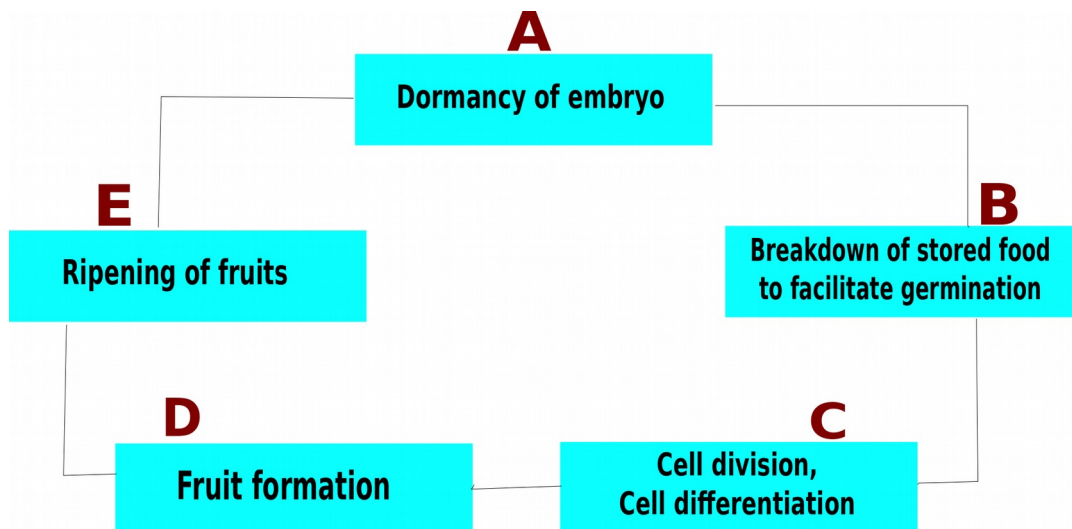 A
Dormancy of embryo
E
B
Ripening of fruits
Breakdown of stored food
to facilitate germination
D
C
Fruit formation
Cell division,
Cell differentiation